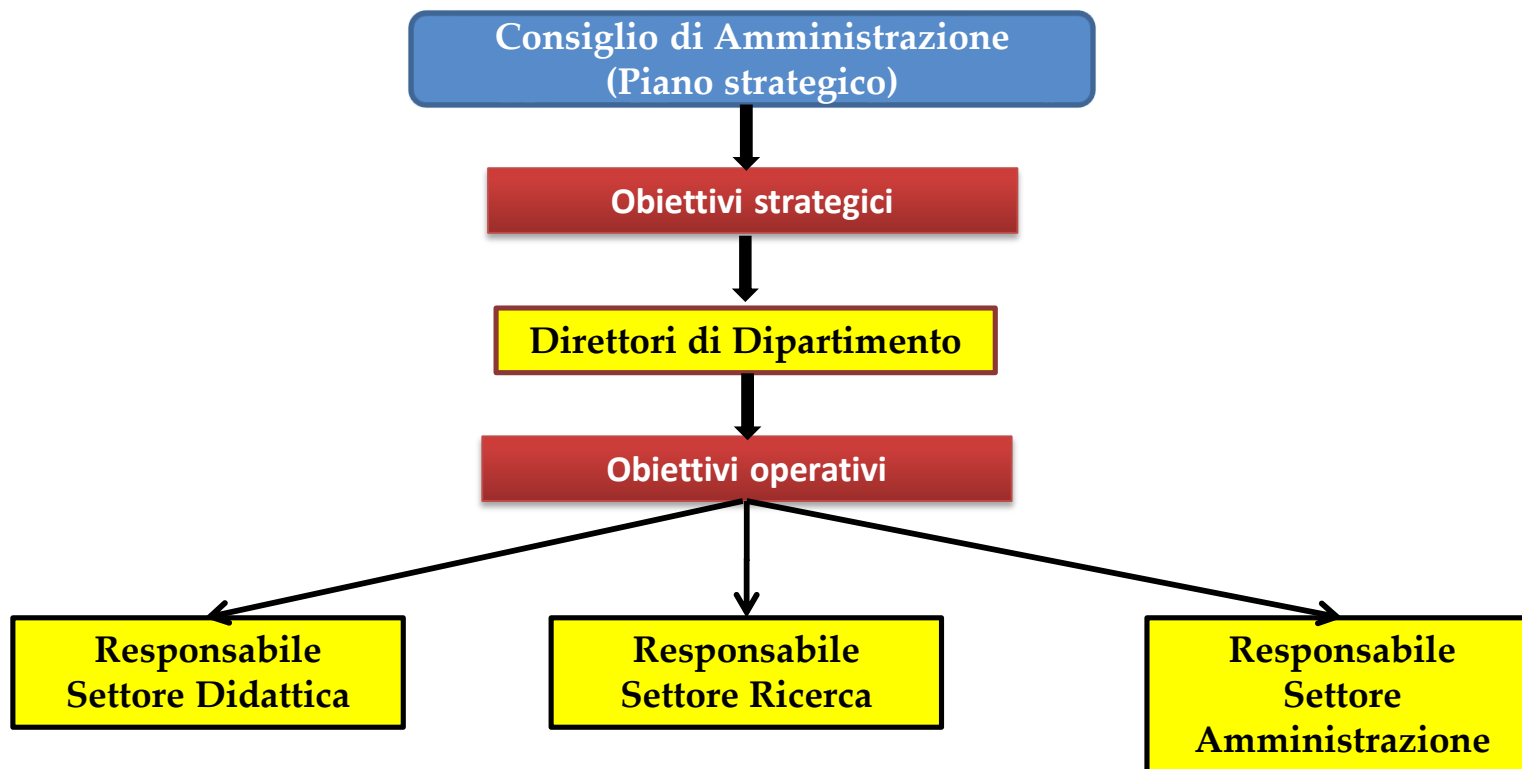 Consiglio di Amministrazione
(Piano strategico)
Obiettivi strategici
Direttori di Dipartimento
Obiettivi operativi
Responsabile
Settore Didattica
Responsabile
Settore Ricerca
Responsabile
Settore
Amministrazione